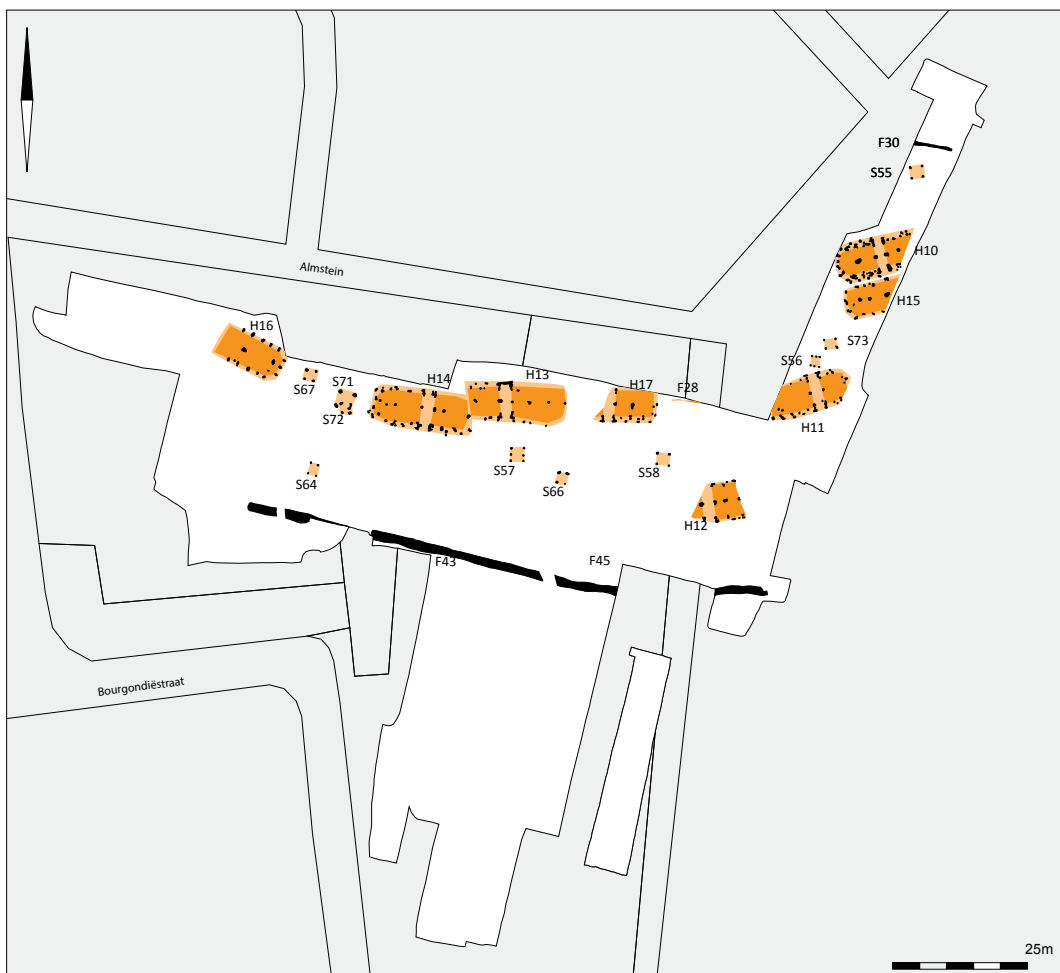 F30
S55
H10
Almstein
H15
H16
S73
S56
H14
H13
S67
S71
H17
F28
S72
H11
S57
S58
S64
S66
H12
F43
F45
Bourgondiëstraat
25m